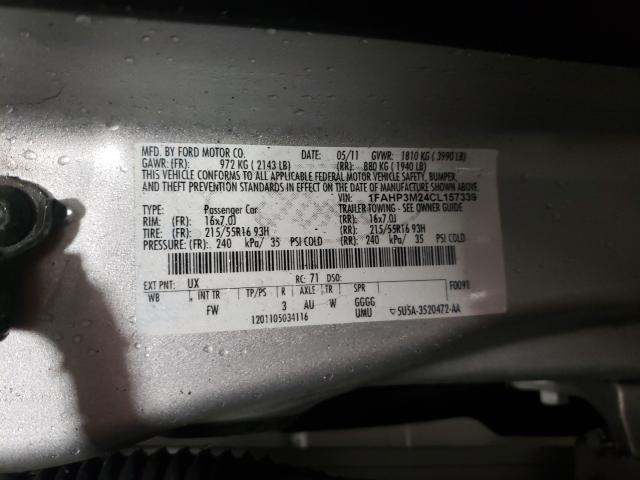 MFD. BY FORD MOTOR CO.
DATE: 05/11 GVWR: 1810 KG ( 3990 LB)
GAWR: (FR): 972 KG ( 2143 LB) (RR): 880 KG ( 1940 LB)
THIS VEHICLE CONFORMS TO ALL APPLICABLE FEDERAL MOTOR VEHICLE SAFETY, BUMPER,
AND THEFT PREVENTION STANDARDS IN EFFECT ON THE DATE OF MANUFACTURE SHOWN ABOVE.
VIN: 1FAHP3M24CL157339
TYPE: Passenger Car TRAILER TOWING - SEE OWNER GUIDE
RIM: (FR): 16x7.0J (RR): 16x7.0J
TIRE: (FR): 215/55R16 93H (RR): 215/55R16 93H
PRESSURE: (FR): 240 kPa/ 35 PSI COLD (RR): 240 kPa/ 35 PSI COLD
EXT PNT: UX RC: 71 DSO: F0091
WB INT TR TP/PS R AXLE TR SPR
FW 3 AU W GGGG
1201105034116 UMU 5U5A-3520472-AA